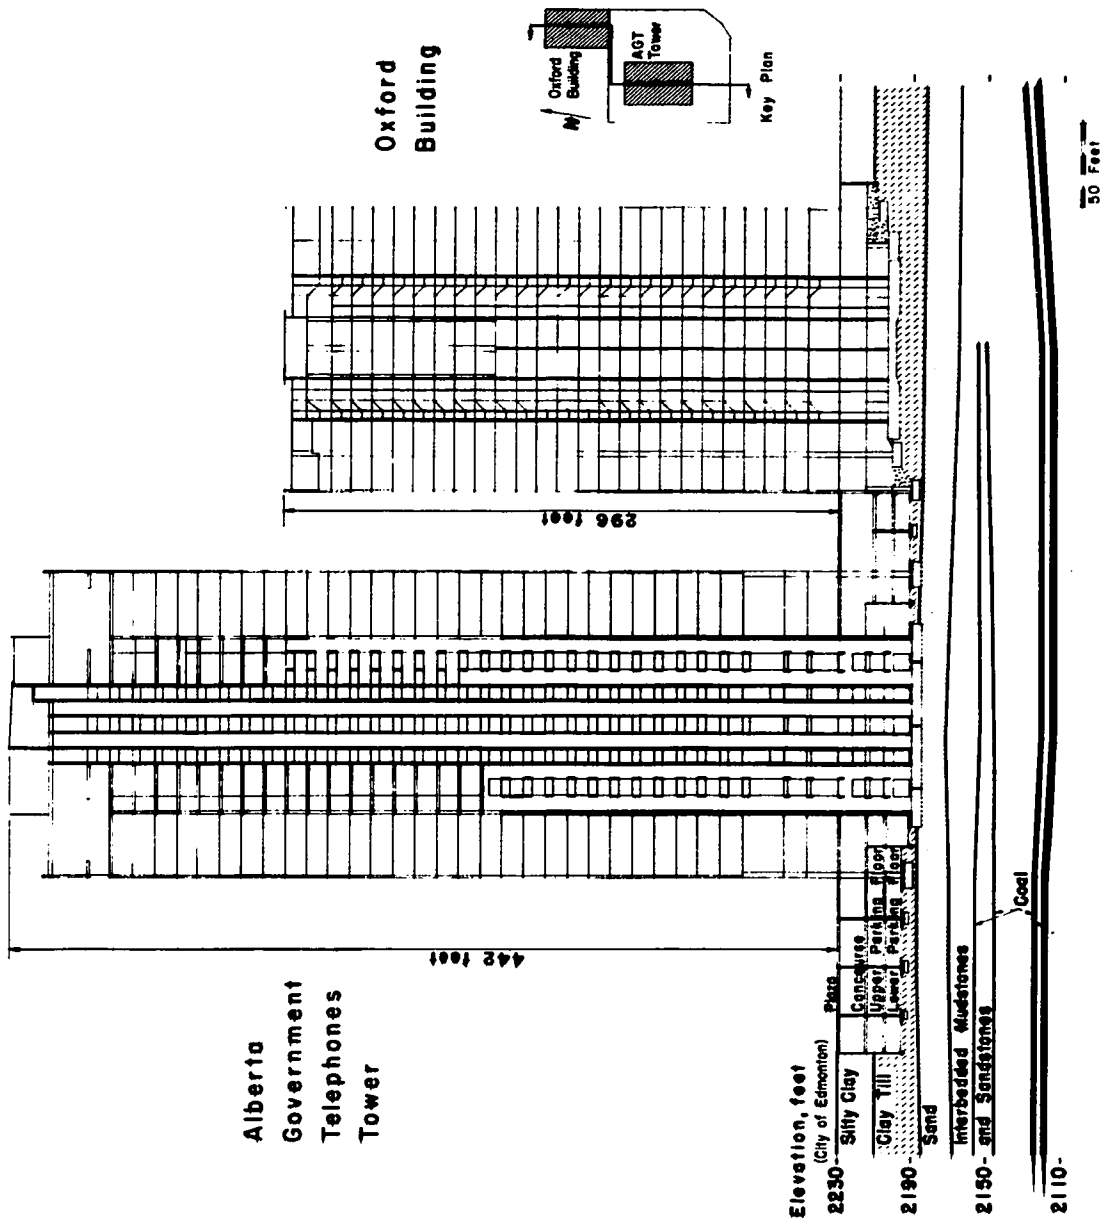 Alberta
Government
Telephones
Tower
Oxford
Building
442 feet
296 feet
N
Oxford
Building
AGT
Tower
Key Plan
Elevation, feet
(City of Edmonton)
2230-
2190-
2150-
2110-
Plaza
Concourse
Upper Parking Floor
Lower Parking Floor
Silty Clay
Clay Till
Sand
Interbedded Mudstones
and Sandstones
Coal
50 Feet